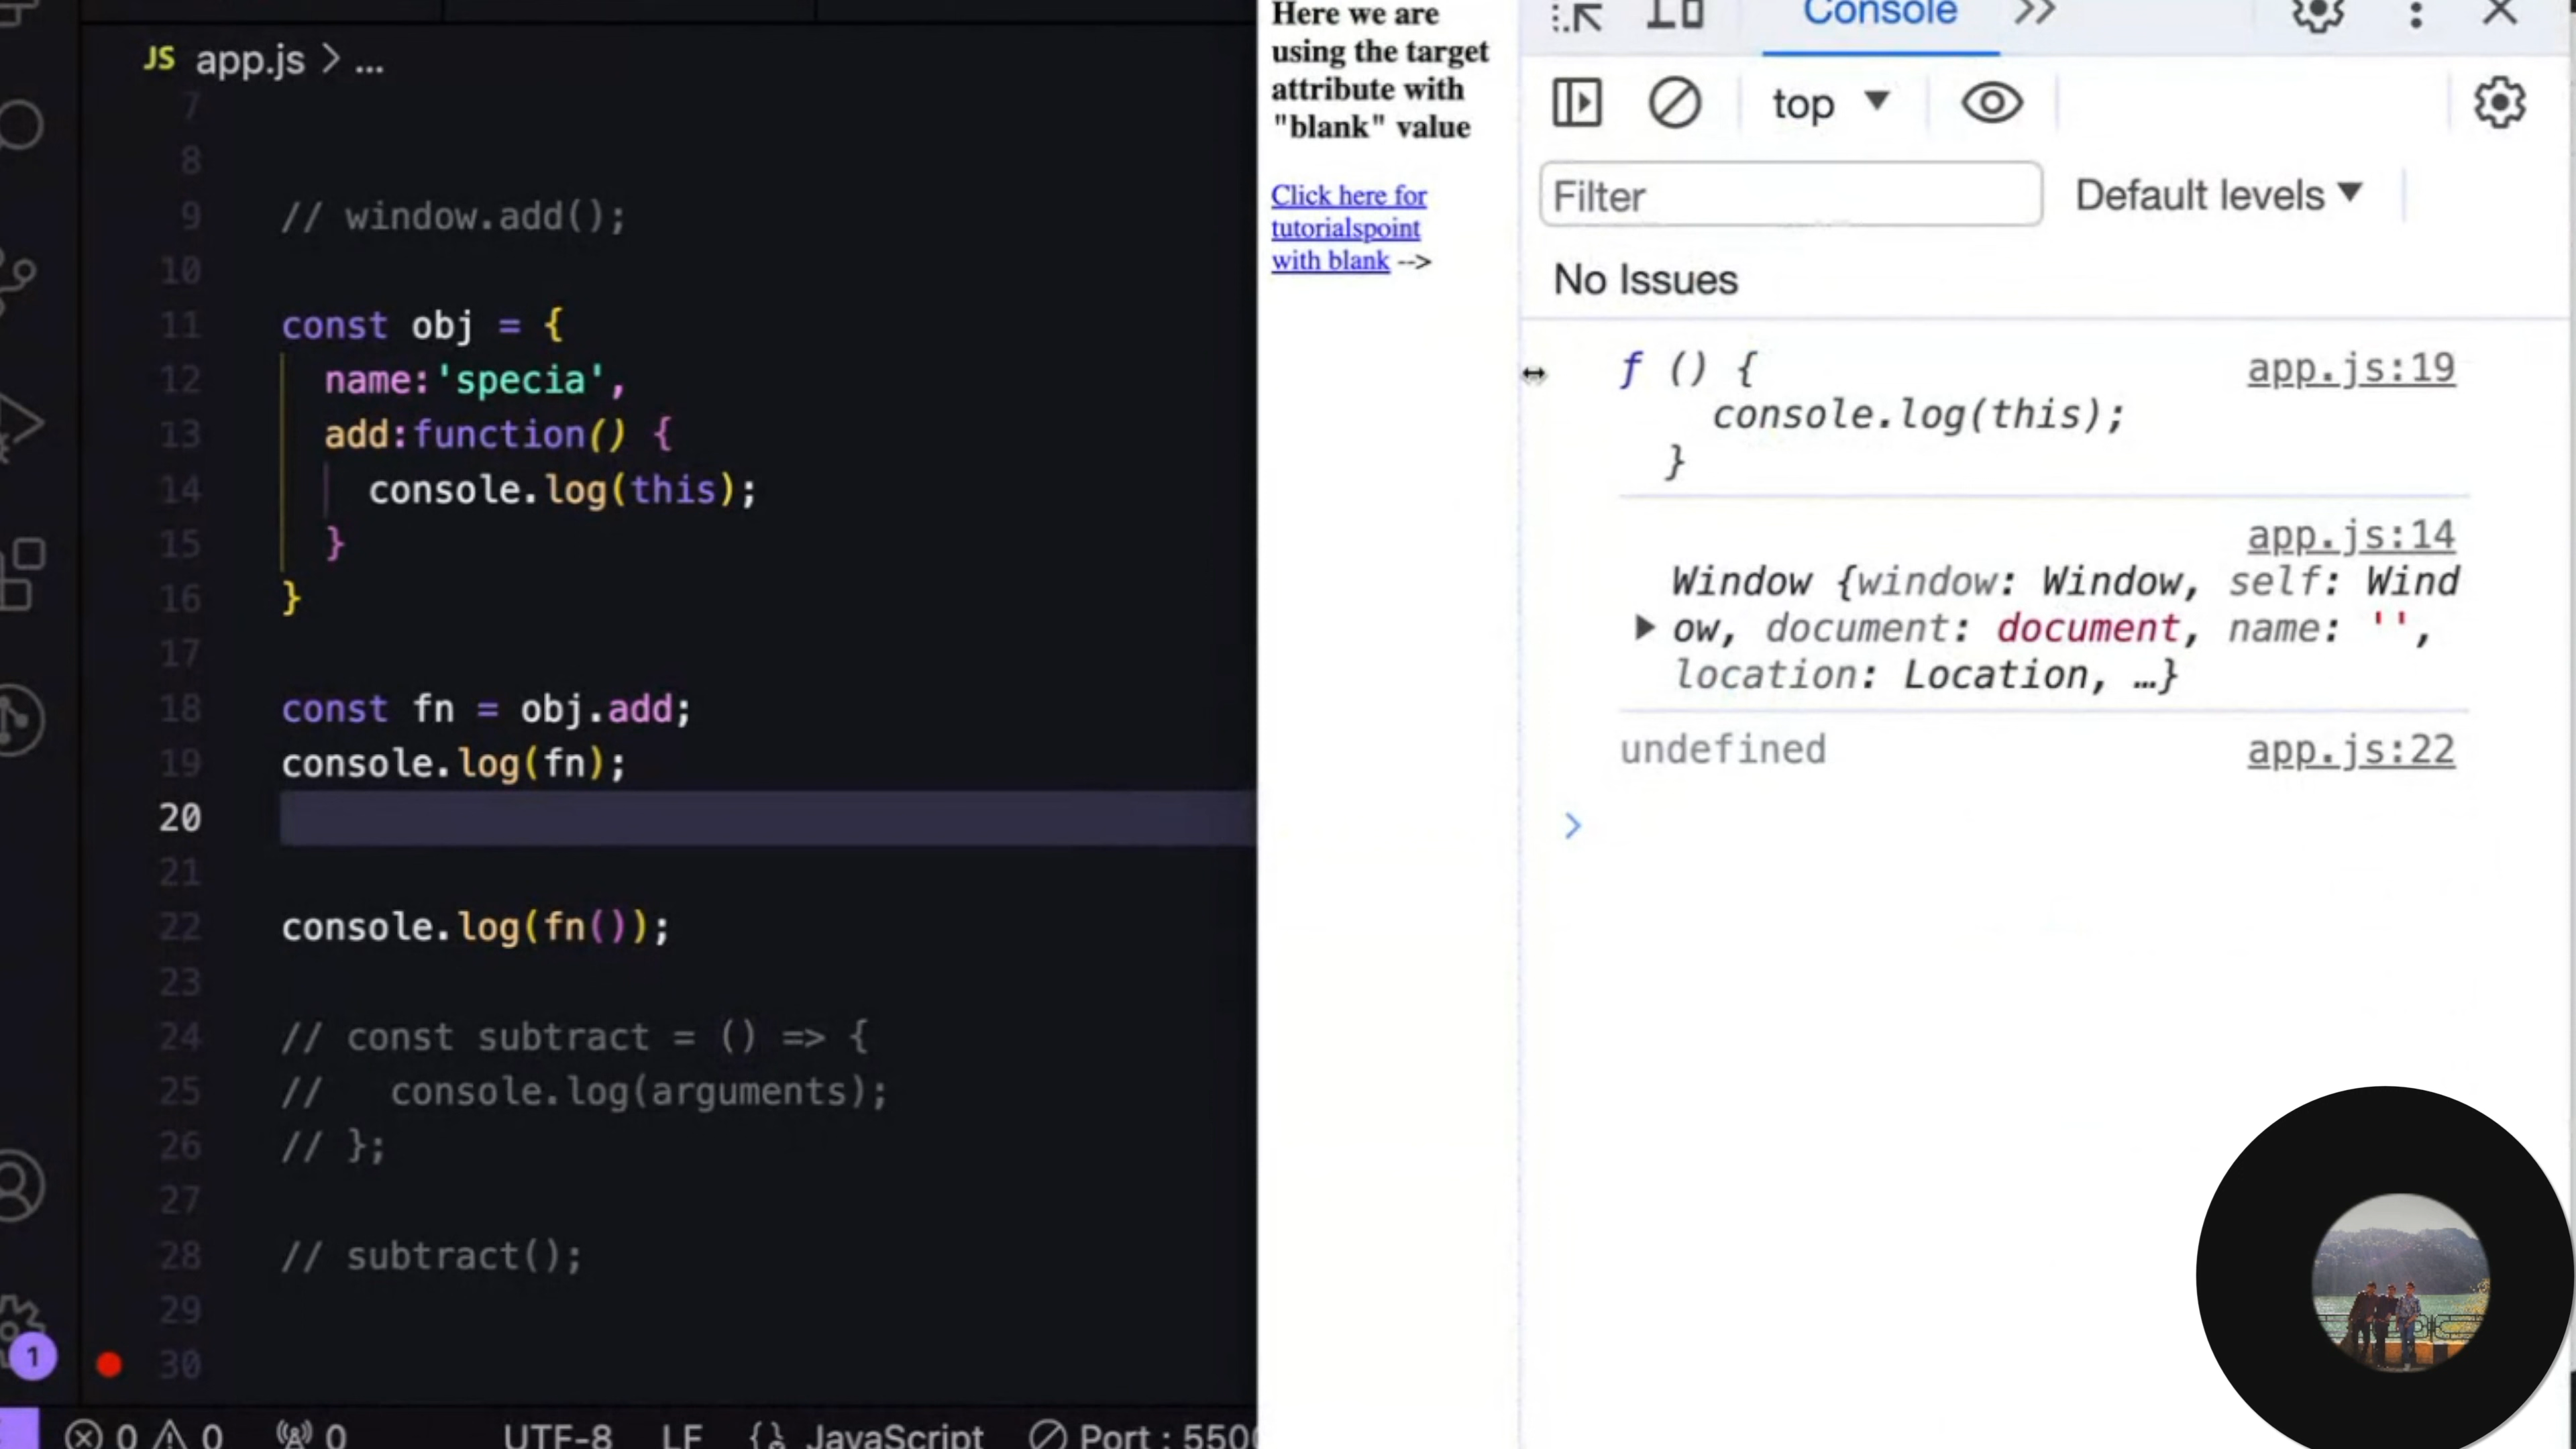 JS app.js > ...
7
8
9 // window.add();
10
11 const obj = {
12 name:'specia',
13 add:function() {
14 console.log(this);
15 }
16 }
17
18 const fn = obj.add;
19 console.log(fn);
20
21
22 console.log(fn());
23
24 // const subtract = () => {
25 //   console.log(arguments);
26 // };
27
28 // subtract();
29
30
1
0 0 0 UTF-8 LF {} JavaScript Port : 550
Here we are
using the target
attribute with
"blank" value
Click here for
tutorialspoint
with blank -->
Console
top
Filter Default levels
No Issues
f () { app.js:19
console.log(this);
}
app.js:14
Window {window: Window, self: Wind
ow, document: document, name: '',
location: Location, …}
undefined app.js:22
>